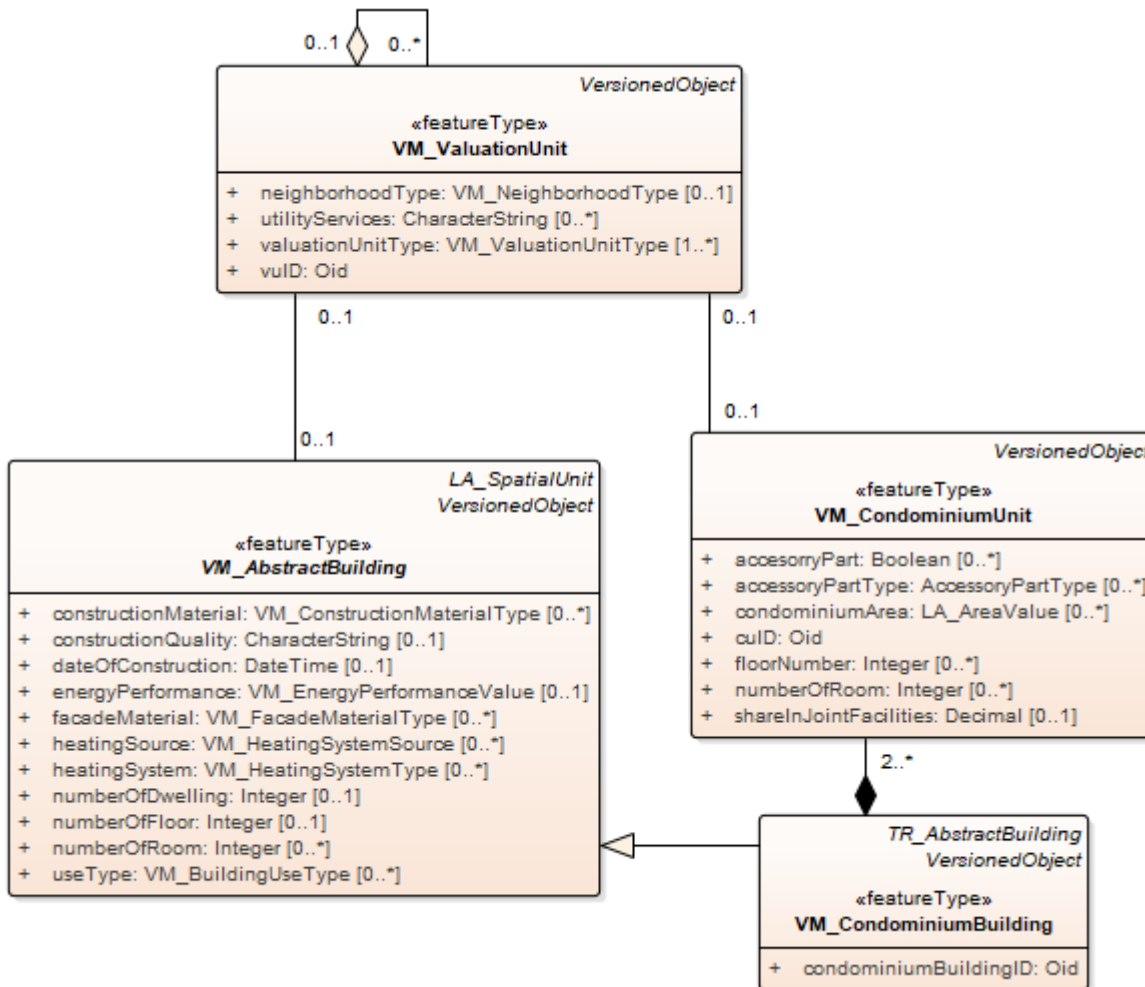 0..1
0..*
VersionedObject
«featureType»
VM_ValuationUnit
+ neighborhoodType: VM_NeighborhoodType [0..1]
+ utilityServices: CharacterString [0..*]
+ valuationUnitType: VM_ValuationUnitType [1..*]
+ vuID: Oid
0..1
0..1
0..1
0..1
LA_SpatialUnit
VersionedObject
«featureType»
VM_AbstractBuilding
+ constructionMaterial: VM_ConstructionMaterialType [0..*]
+ constructionQuality: CharacterString [0..1]
+ dateOfConstruction: DateTime [0..1]
+ energyPerformance: VM_EnergyPerformanceValue [0..1]
+ facadeMaterial: VM_FacadeMaterialType [0..*]
+ heatingSource: VM_HeatingSystemSource [0..*]
+ heatingSystem: VM_HeatingSystemType [0..*]
+ numberOfDwelling: Integer [0..1]
+ numberOfFloor: Integer [0..1]
+ numberOfRoom: Integer [0..*]
+ useType: VM_BuildingUseType [0..*]
VersionedObject
«featureType»
VM_CondominiumUnit
+ accesorryPart: Boolean [0..*]
+ accessoryPartType: AccessoryPartType [0..*]
+ condominiumArea: LA_AreaValue [0..*]
+ cuID: Oid
+ floorNumber: Integer [0..*]
+ numberOfRoom: Integer [0..*]
+ shareInJointFacilities: Decimal [0..1]
2..*
TR_AbstractBuilding
VersionedObject
«featureType»
VM_CondominiumBuilding
+ condominiumBuildingID: Oid